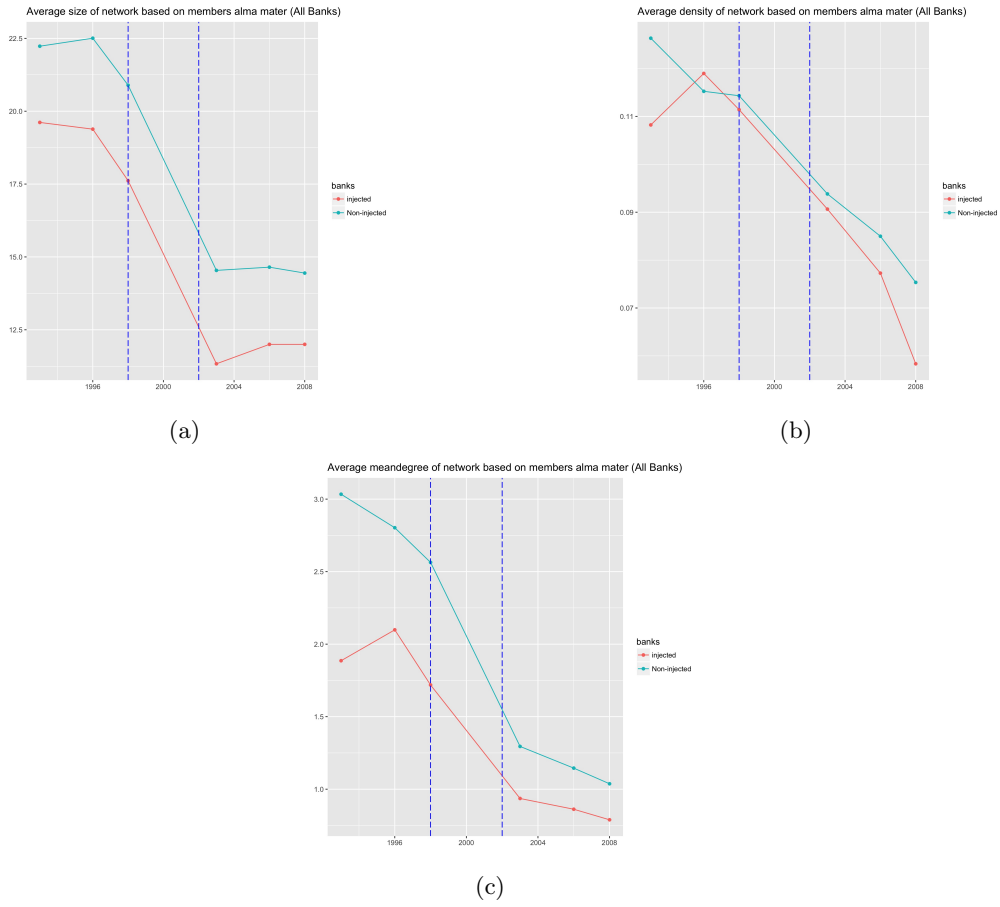 Average size of network based on members alma mater (All Banks)
22.5
20.0
17.5
15.0
12.5
1996
2000
2004
2008
banks
injected
Non-injected
(a)
Average density of network based on members alma mater (All Banks)
0.11
0.09
0.07
1996
2000
2004
2008
banks
injected
Non-injected
(b)
Average meandegree of network based on members alma mater (All Banks)
3.0
2.5
2.0
1.5
1.0
1996
2000
2004
2008
banks
injected
Non-injected
(c)